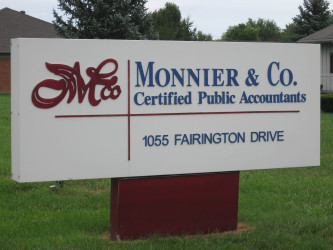 MCo
MONNIER & CO.
Certified Public Accountants
1055 FAIRINGTON DRIVE